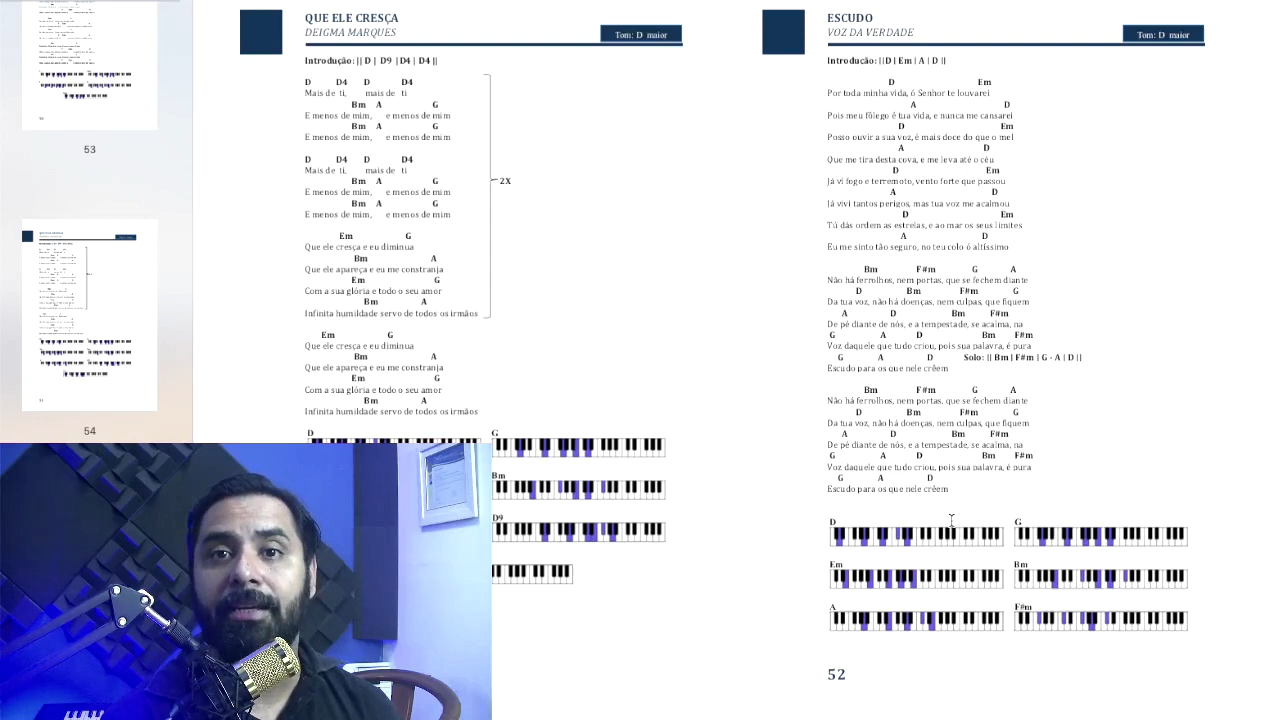 53
54
QUE ELE CRESÇA
DEIGMA MARQUES
Tom: D maior
Introdução: || D | D9 | D4 | D4 ||
D D4 D D4
Mais de ti, mais de ti
Bm A G
E menos de mim, e menos de mim
Bm A G
E menos de mim, e menos de mim
D D4 D D4
Mais de ti, mais de ti
Bm A G
E menos de mim, e menos de mim
Bm A G
E menos de mim, e menos de mim
2X
Em G
Que ele cresça e eu diminua
Bm A
Que ele apareça e eu me constranja
Em G
Com a sua glória e todo o seu amor
Bm A
Infinita humildade servo de todos os irmãos
Em G
Que ele cresça e eu diminua
Bm A
Que ele apareça e eu me constranja
Em G
Com a sua glória e todo o seu amor
Bm A
Infinita humildade servo de todos os irmãos
D G
Bm
D9
ESCUDO
VOZ DA VERDADE
Tom: D maior
Introdução: || D | Em | A | D ||
D Em
Por toda minha vida, ó Senhor te louvarei
A D
Pois meu fôlego é tua vida, e nunca me cansarei
D Em
Posso ouvir a sua voz, é mais doce do que o mel
A D
Que me tira desta cova, e me leva até o céu
D Em
Já vi fogo e terremoto, vento forte que passou
A D
Já vivi tantos perigos, mas tua voz me acalmou
D Em
Tú dás ordem as estrelas, e ao mar os seus limites
A D
Eu me sinto tão seguro, no teu colo ó altíssimo
Bm F#m G A
Não há ferrolhos, nem portas, que se fechem diante
D Bm F#m G
Da tua voz, não há doenças, nem culpas, que fiquem
A D Bm F#m
De pé diante de nós, e a tempestade, se acalma, na
G A D Bm F#m
Voz daquele que tudo criou, pois sua palavra, é pura
G A D Solo: || Bm | F#m | G - A | D ||
Escudo para os que nele crêem
Bm F#m G A
Não há ferrolhos, nem portas, que se fechem diante
D Bm F#m G
Da tua voz, não há doenças, nem culpas, que fiquem
A D Bm F#m
De pé diante de nós, e a tempestade, se acalma, na
G A D Bm F#m
Voz daquele que tudo criou, pois sua palavra, é pura
G A D
Escudo para os que nele crêem
D G
Em Bm
A F#m
52